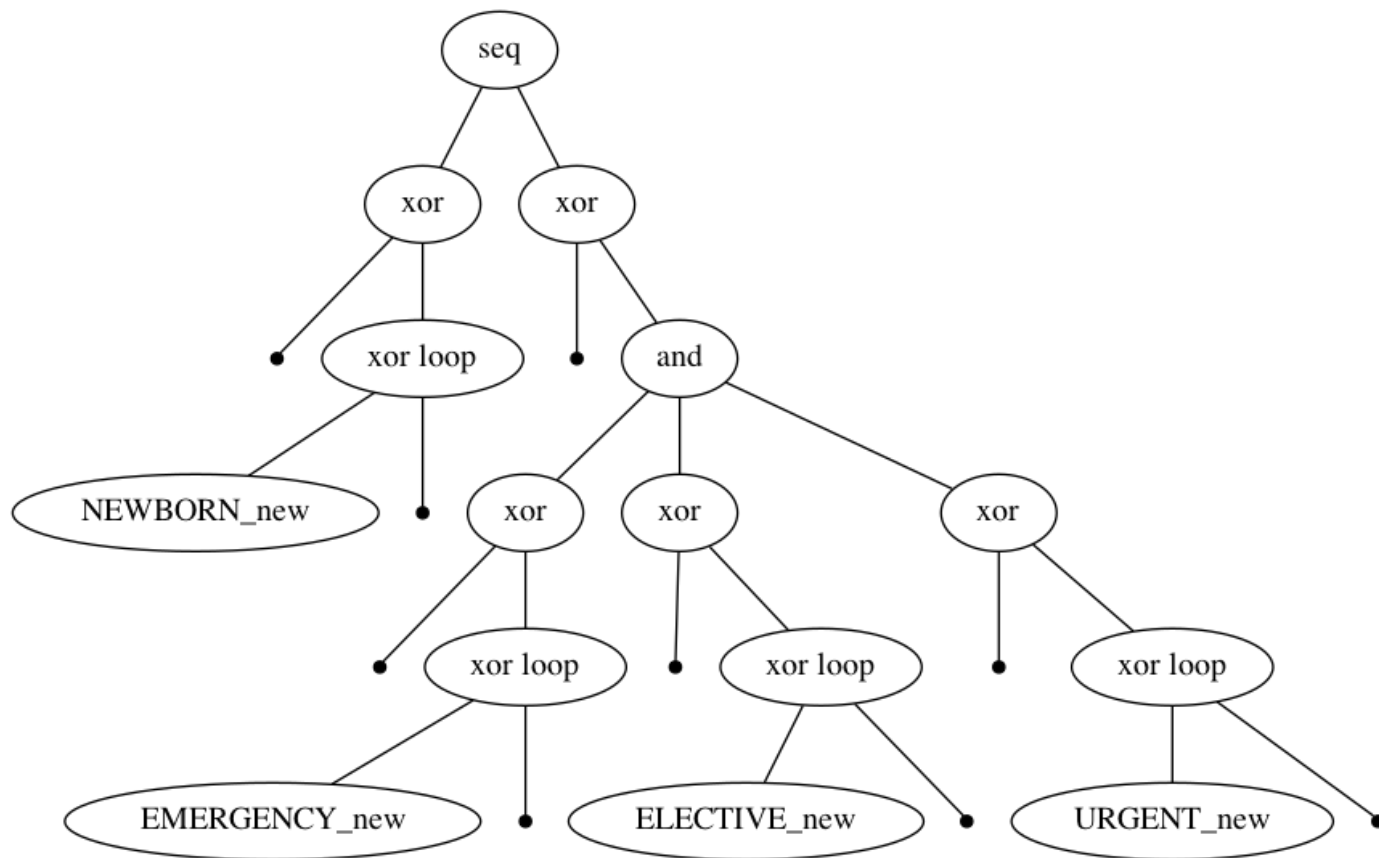 seq
xor xor
xor loop and
NEWBORN_new xor xor xor
xor loop xor loop xor loop
EMERGENCY_new ELECTIVE_new URGENT_new